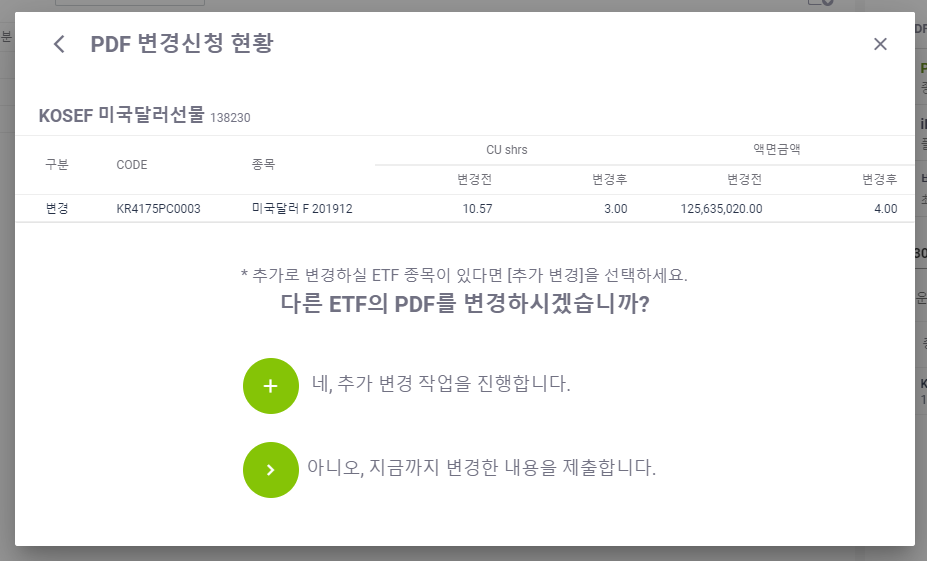 PDF 변경신청 현황
KOSEF 미국달러선물 138230
구분 CODE 종목 CU shrs 액면금액
변경전 변경후 변경전 변경후
변경 KR4175PC0003 미국달러 F 201912 10.57 3.00 125,635,020.00 4.00
* 추가로 변경하실 ETF 종목이 있다면 [추가 변경]을 선택하세요.
다른 ETF의 PDF를 변경하시겠습니까?
네, 추가 변경 작업을 진행합니다.
아니오, 지금까지 변경한 내용을 제출합니다.